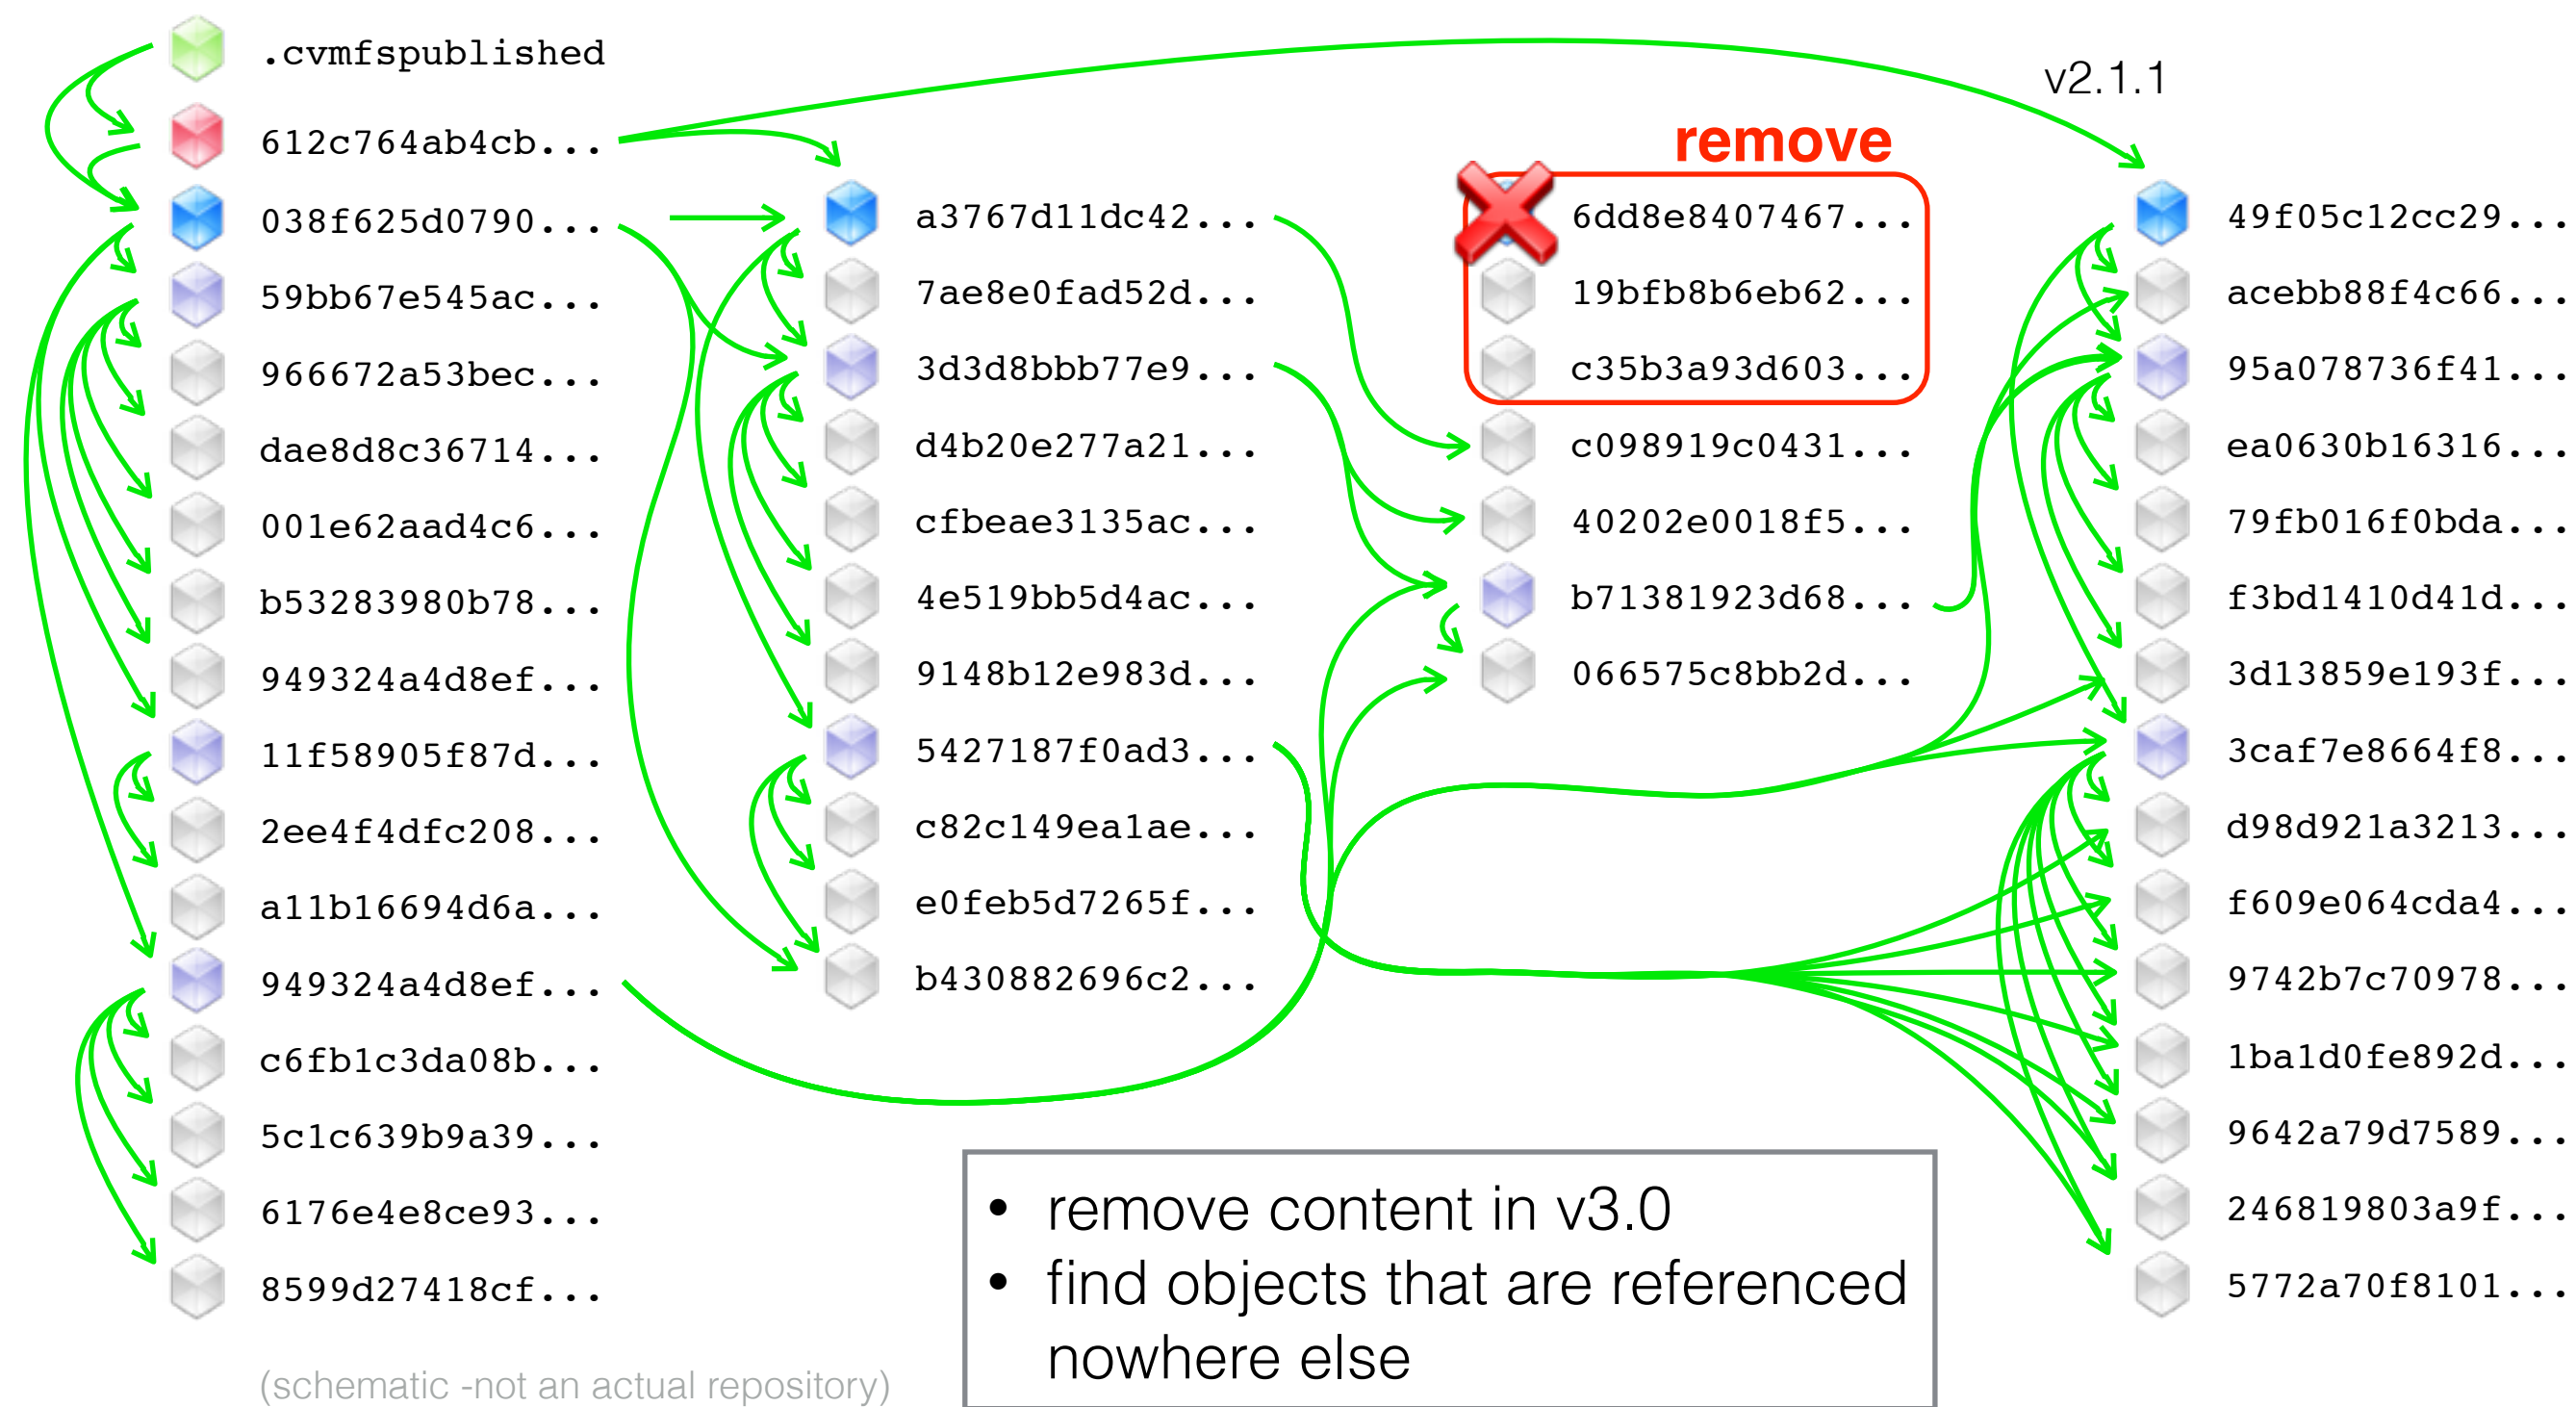 .cvmfspublished
612c764ab4cb...
038f625d0790...
59bb67e545ac...
966672a53bec...
dae8d8c36714...
001e62aad4c6...
b53283980b78...
949324a4d8ef...
11f58905f87d...
2ee4f4dfc208...
a11b16694d6a...
949324a4d8ef...
c6fb1c3da08b...
5c1c639b9a39...
6176e4e8ce93...
8599d27418cf...
(schematic -not an actual repository)
a3767d11dc42...
7ae8e0fad52d...
3d3d8bbb77e9...
d4b20e277a21...
cfbeae3135ac...
4e519bb5d4ac...
9148b12e983d...
5427187f0ad3...
c82c149ea1ae...
e0feb5d7265f...
b430882696c2...
remove
6dd8e8407467...
19bfb8b6eb62...
c35b3a93d603...
c098919c0431...
40202e0018f5...
b71381923d68...
066575c8bb2d...
v2.1.1
49f05c12cc29...
acebb88f4c66...
95a078736f41...
ea0630b16316...
79fb016f0bda...
f3bd1410d41d...
3d13859e193f...
3caf7e8664f8...
d98d921a3213...
f609e064cda4...
9742b7c70978...
1ba1d0fe892d...
9642a79d7589...
246819803a9f...
5772a70f8101...
• remove content in v3.0
• find objects that are referenced
nowhere else